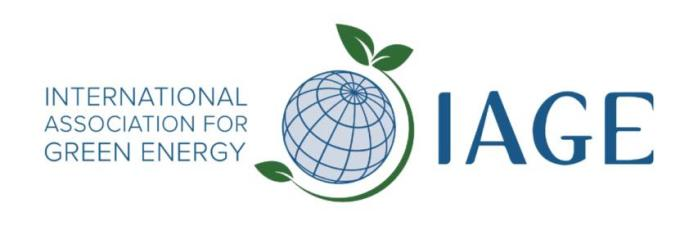 INTERNATIONAL
ASSOCIATION FOR
GREEN ENERGY
IAGE